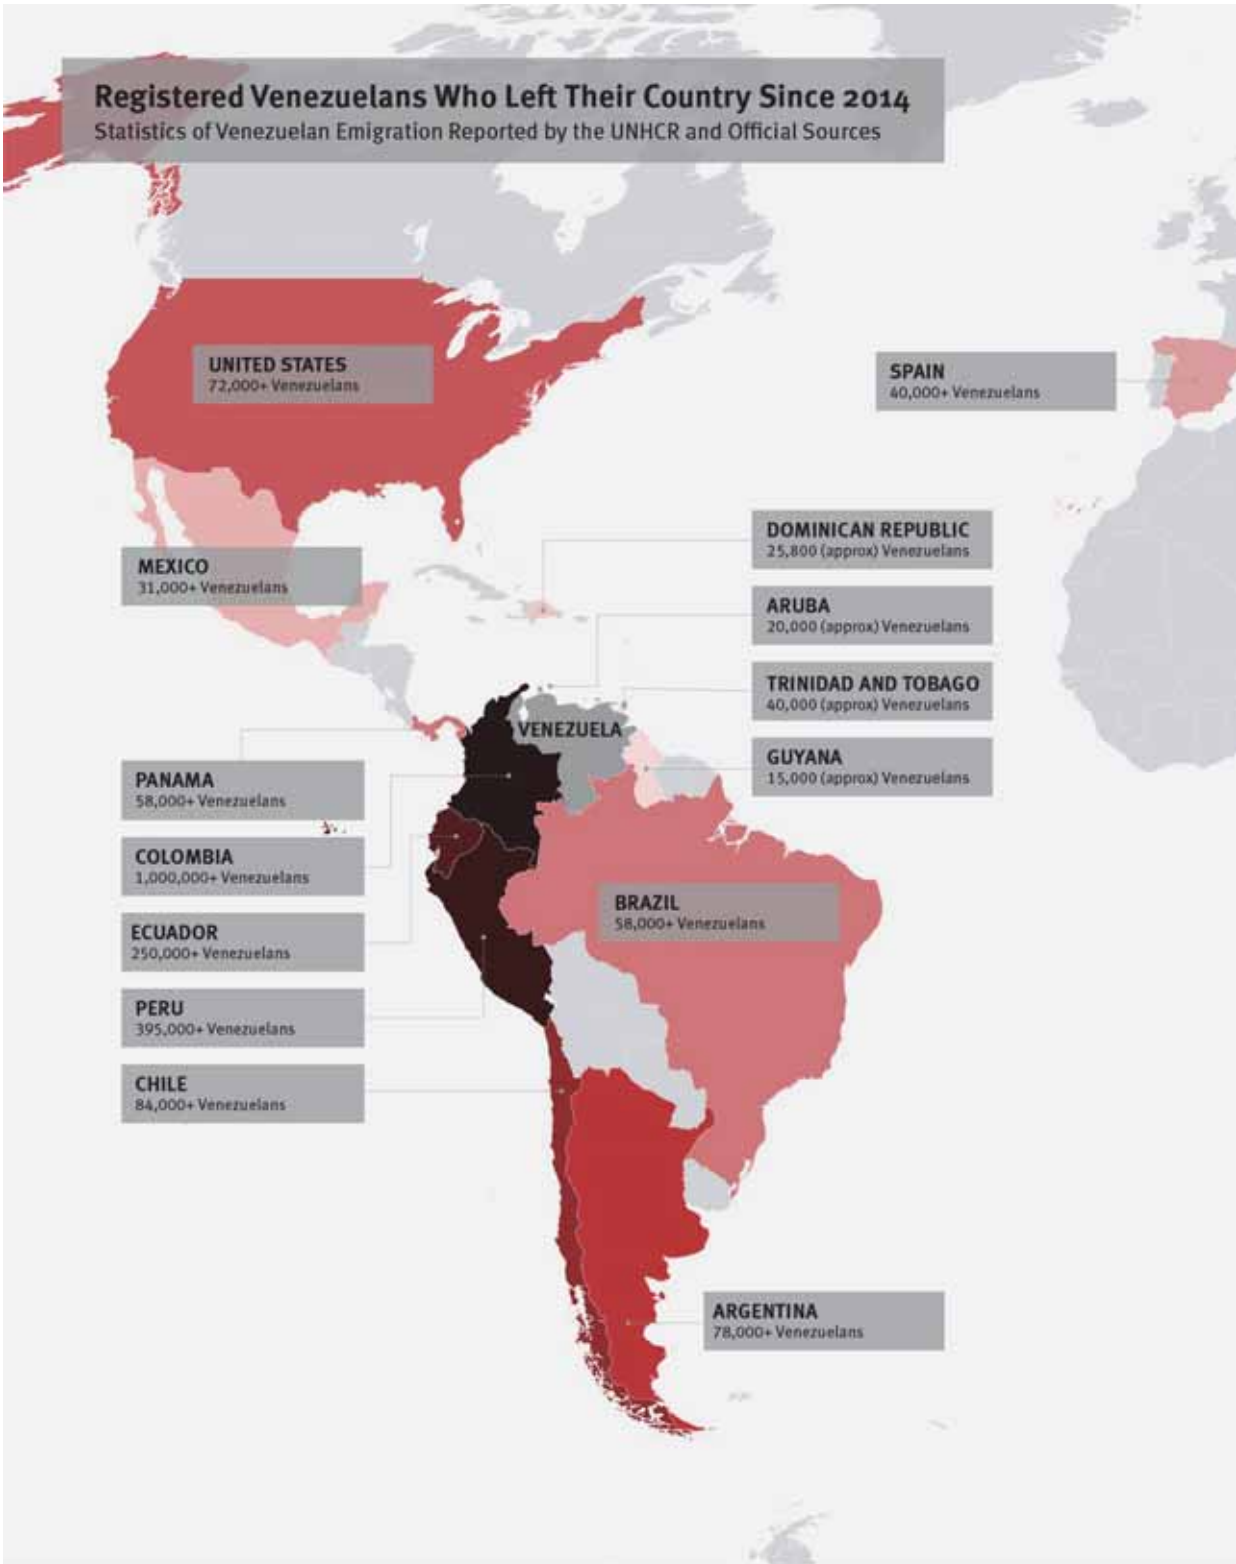 Registered Venezuelans Who Left Their Country Since 2014
Statistics of Venezuelan Emigration Reported by the UNHCR and Official Sources
UNITED STATES
72,000+ Venezuelans
SPAIN
40,000+ Venezuelans
MEXICO
31,000+ Venezuelans
DOMINICAN REPUBLIC
25,800 (approx) Venezuelans
ARUBA
20,000 (approx) Venezuelans
TRINIDAD AND TOBAGO
40,000 (approx) Venezuelans
VENEZUELA
GUYANA
15,000 (approx) Venezuelans
PANAMA
58,000+ Venezuelans
COLOMBIA
1,000,000+ Venezuelans
ECUADOR
250,000+ Venezuelans
BRAZIL
58,000+ Venezuelans
PERU
395,000+ Venezuelans
CHILE
84,000+ Venezuelans
ARGENTINA
78,000+ Venezuelans